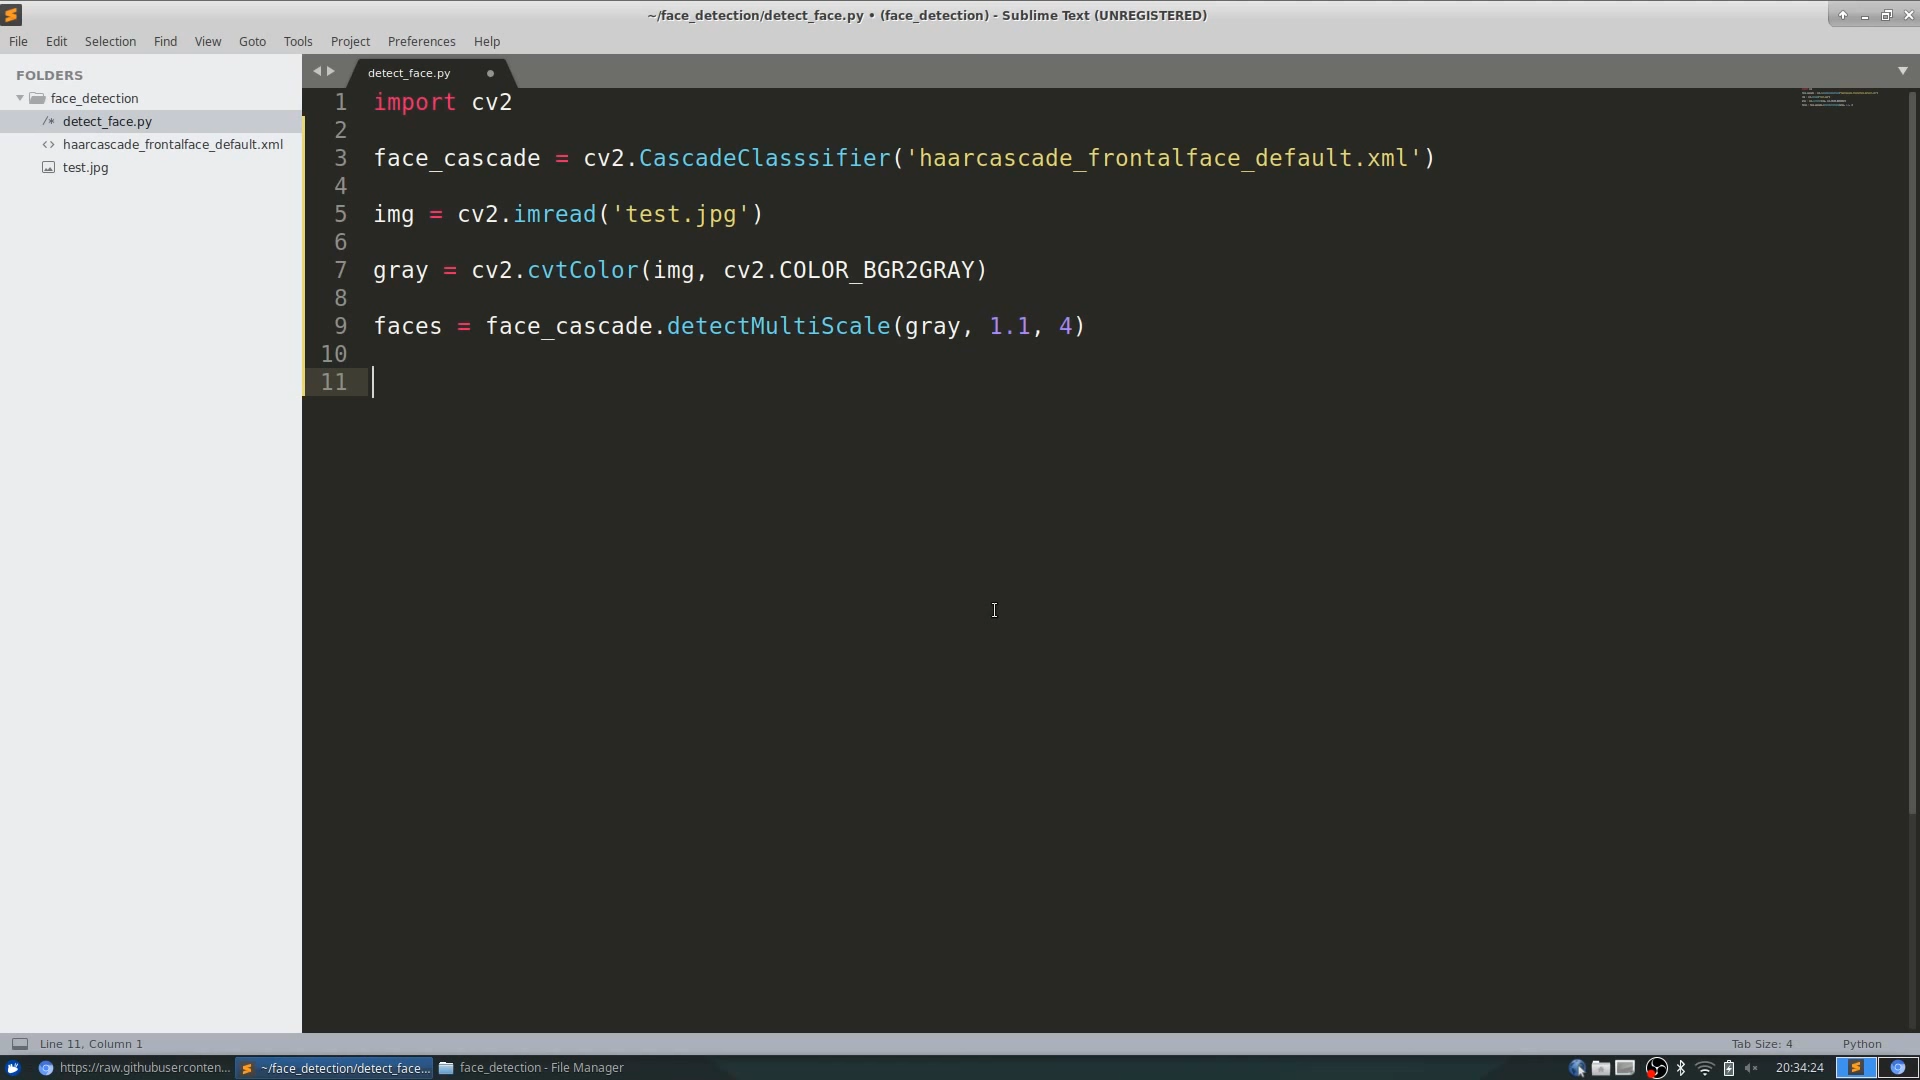 ~/face_detection/detect_face.py • (face_detection) - Sublime Text (UNREGISTERED)
File Edit Selection Find View Goto Tools Project Preferences Help
FOLDERS
face_detection
/* detect_face.py
<> haarcascade_frontalface_default.xml
test.jpg
detect_face.py
1 import cv2
2
3 face_cascade = cv2.CascadeClasssifier('haarcascade_frontalface_default.xml')
4
5 img = cv2.imread('test.jpg')
6
7 gray = cv2.cvtColor(img, cv2.COLOR_BGR2GRAY)
8
9 faces = face_cascade.detectMultiScale(gray, 1.1, 4)
10
11
Line 11, Column 1 Tab Size: 4 Python
https://raw.githubuserconten... ~/face_detection/detect_face... face_detection - File Manager 20:34:24